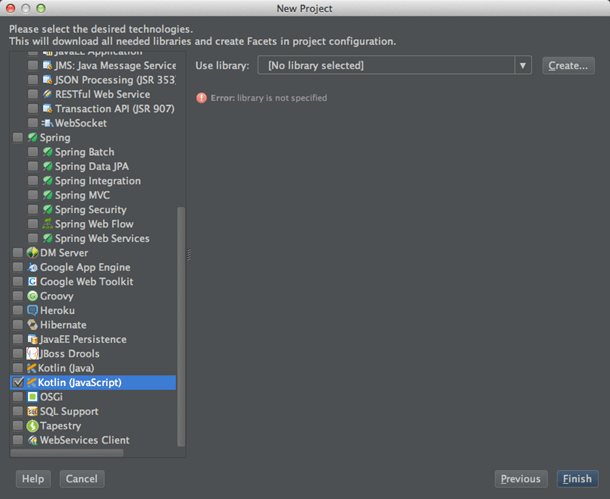 New Project
Please select the desired technologies.
This will download all needed libraries and create Facets in project configuration.
JavaEE Application
JMS: Java Message Service
JSON Processing (JSR 353)
RESTful Web Service
Transaction API (JSR 907)
WebSocket
Spring
Spring Batch
Spring Data JPA
Spring Integration
Spring MVC
Spring Security
Spring Web Flow
Spring Web Services
DM Server
Google App Engine
Google Web Toolkit
Groovy
Heroku
Hibernate
JavaEE Persistence
JBoss Drools
Kotlin (Java)
Kotlin (JavaScript)
OSGi
SQL Support
Tapestry
WebServices Client
Use library: [No library selected] Create...
Error: library is not specified
Help Cancel Previous Finish